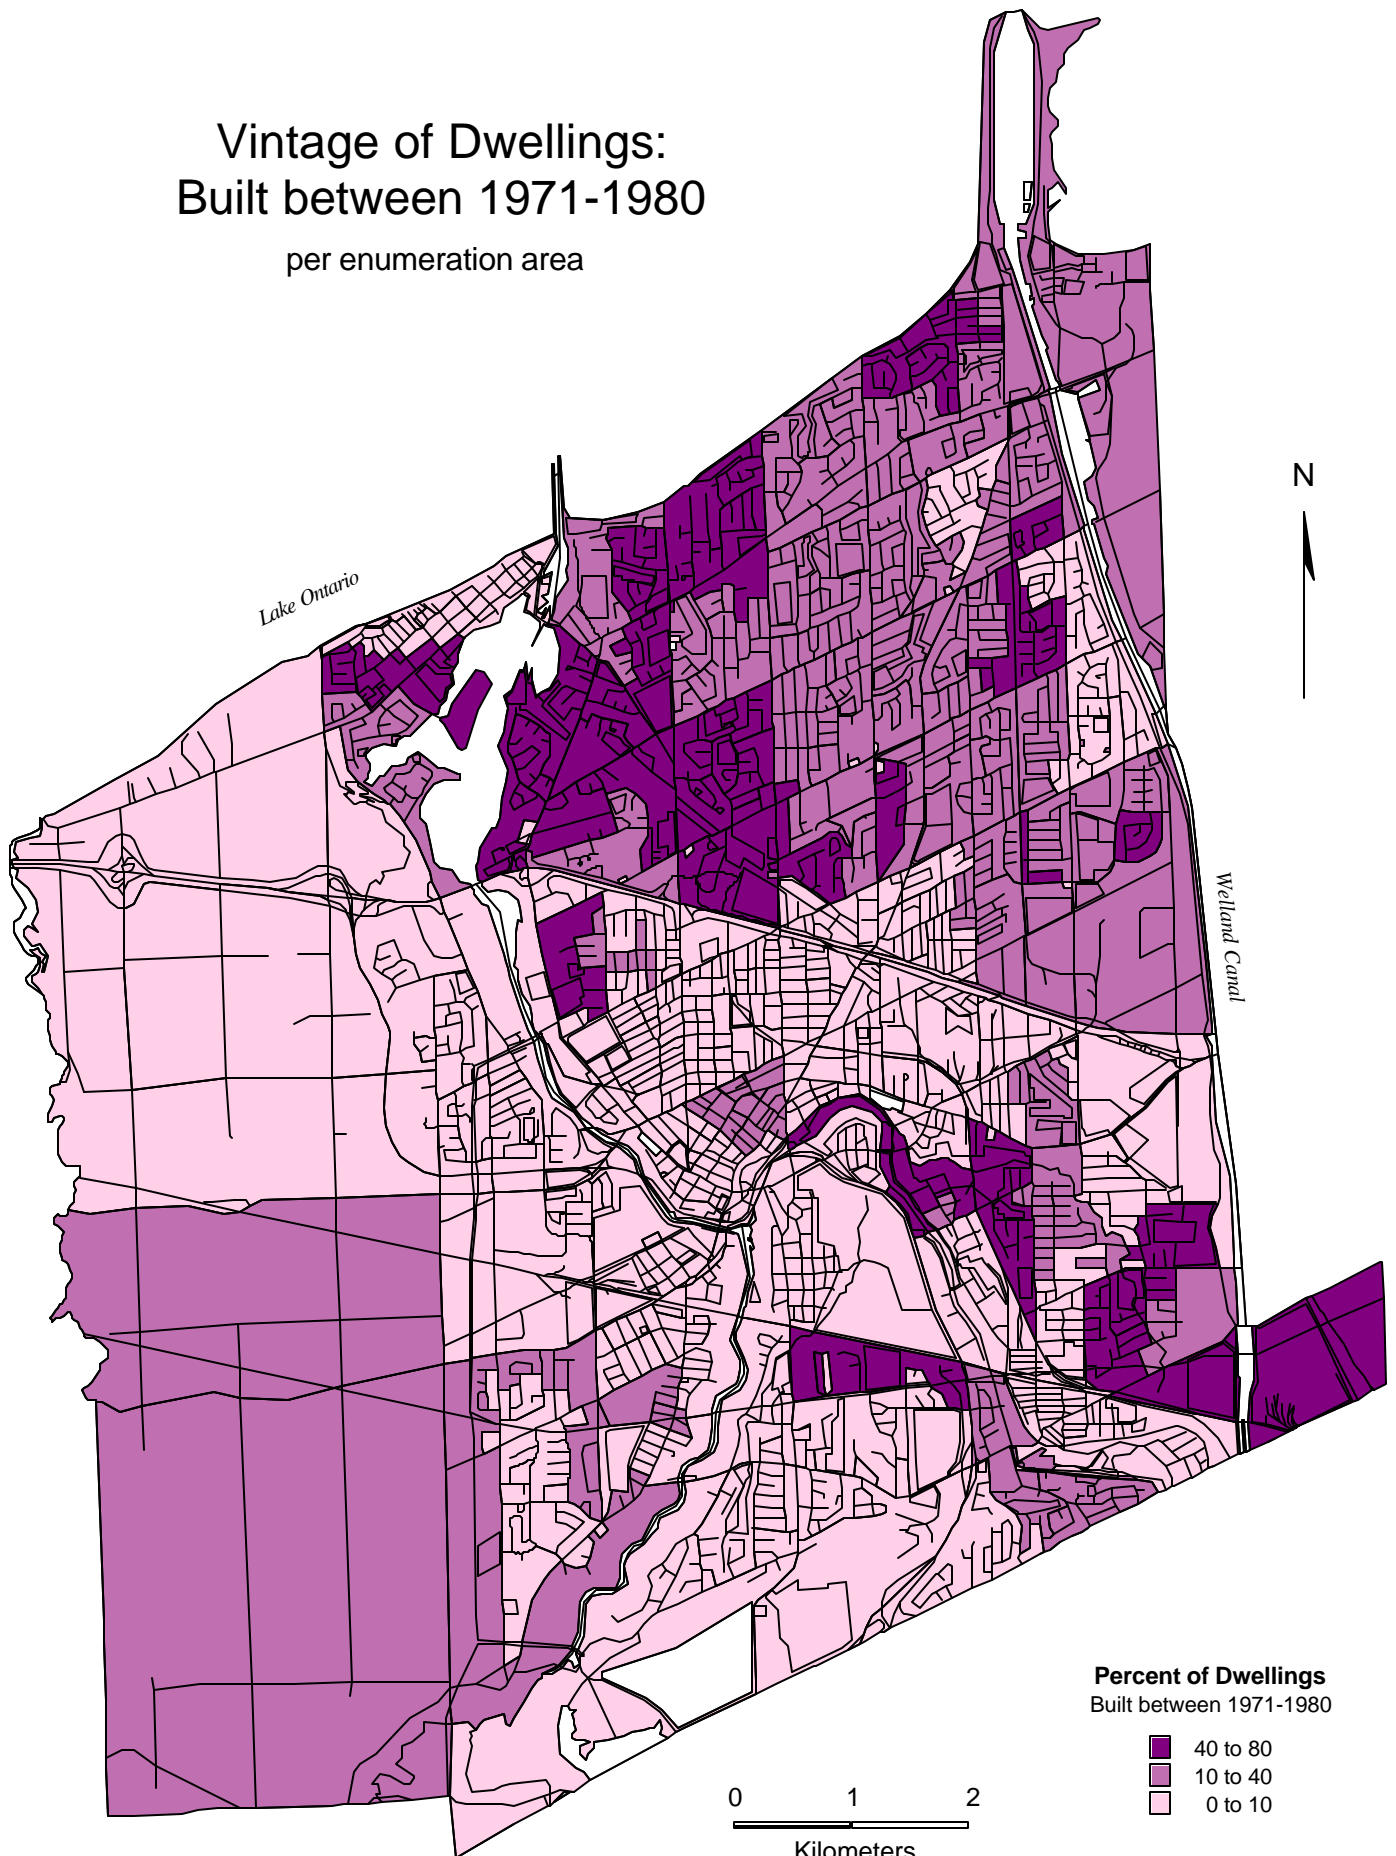 Vintage of Dwellings:
Built between 1971-1980
per enumeration area
N
Lake Ontario
Welland Canal
Percent of Dwellings
Built between 1971-1980
40 to 80
10 to 40
0 to 10
0 1 2
Kilometers